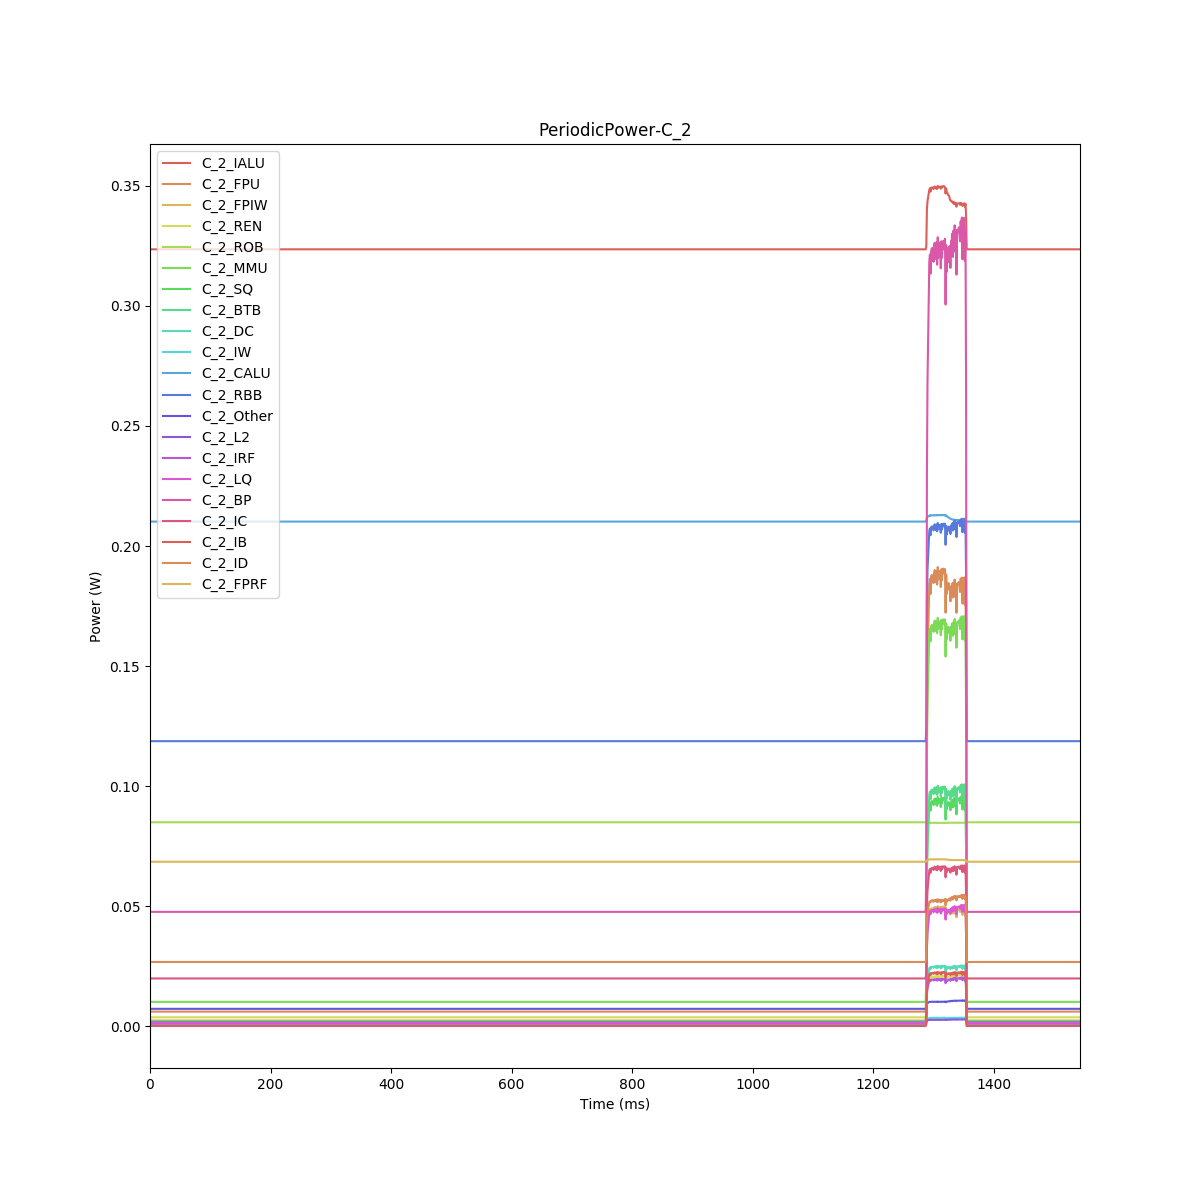 PeriodicPower-C_2
C_2_IALU
C_2_FPU
C_2_FPIW
C_2_REN
C_2_ROB
C_2_MMU
C_2_SQ
C_2_BTB
C_2_DC
C_2_IW
C_2_CALU
C_2_RBB
C_2_Other
C_2_L2
C_2_IRF
C_2_LQ
C_2_BP
C_2_IC
C_2_IB
C_2_ID
C_2_FPRF
0.35
0.30
0.25
0.20
0.15
0.10
0.05
0.00
Power (W)
0 200 400 600 800 1000 1200 1400
Time (ms)